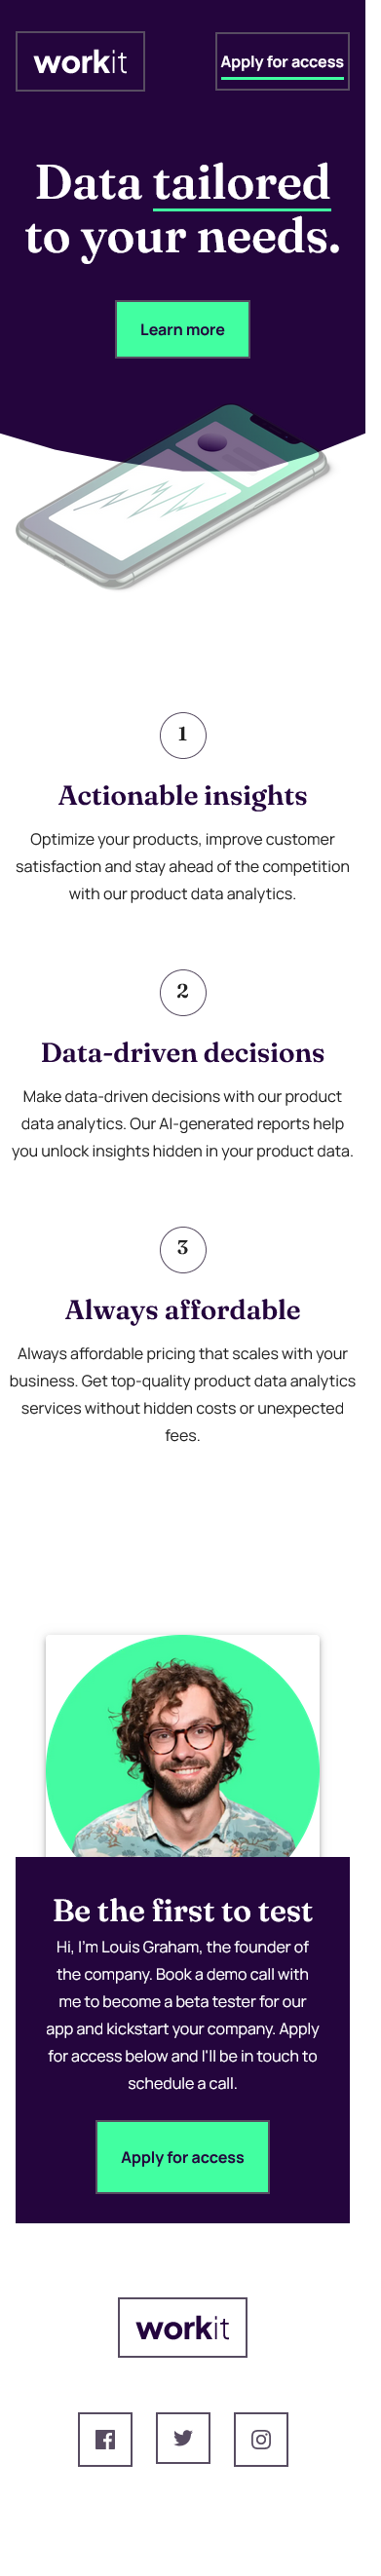 workit
Apply for access
Data tailored
to your needs.
Learn more
1
Actionable insights
Optimize your products, improve customer
satisfaction and stay ahead of the competition
with our product data analytics.
2
Data-driven decisions
Make data-driven decisions with our product
data analytics. Our AI-generated reports help
you unlock insights hidden in your product data.
3
Always affordable
Always affordable pricing that scales with your
business. Get top-quality product data analytics
services without hidden costs or unexpected
fees.
Be the first to test
Hi, I'm Louis Graham, the founder of
the company. Book a demo call with
me to become a beta tester for our
app and kickstart your company. Apply
for access below and I'll be in touch to
schedule a call.
Apply for access
workit